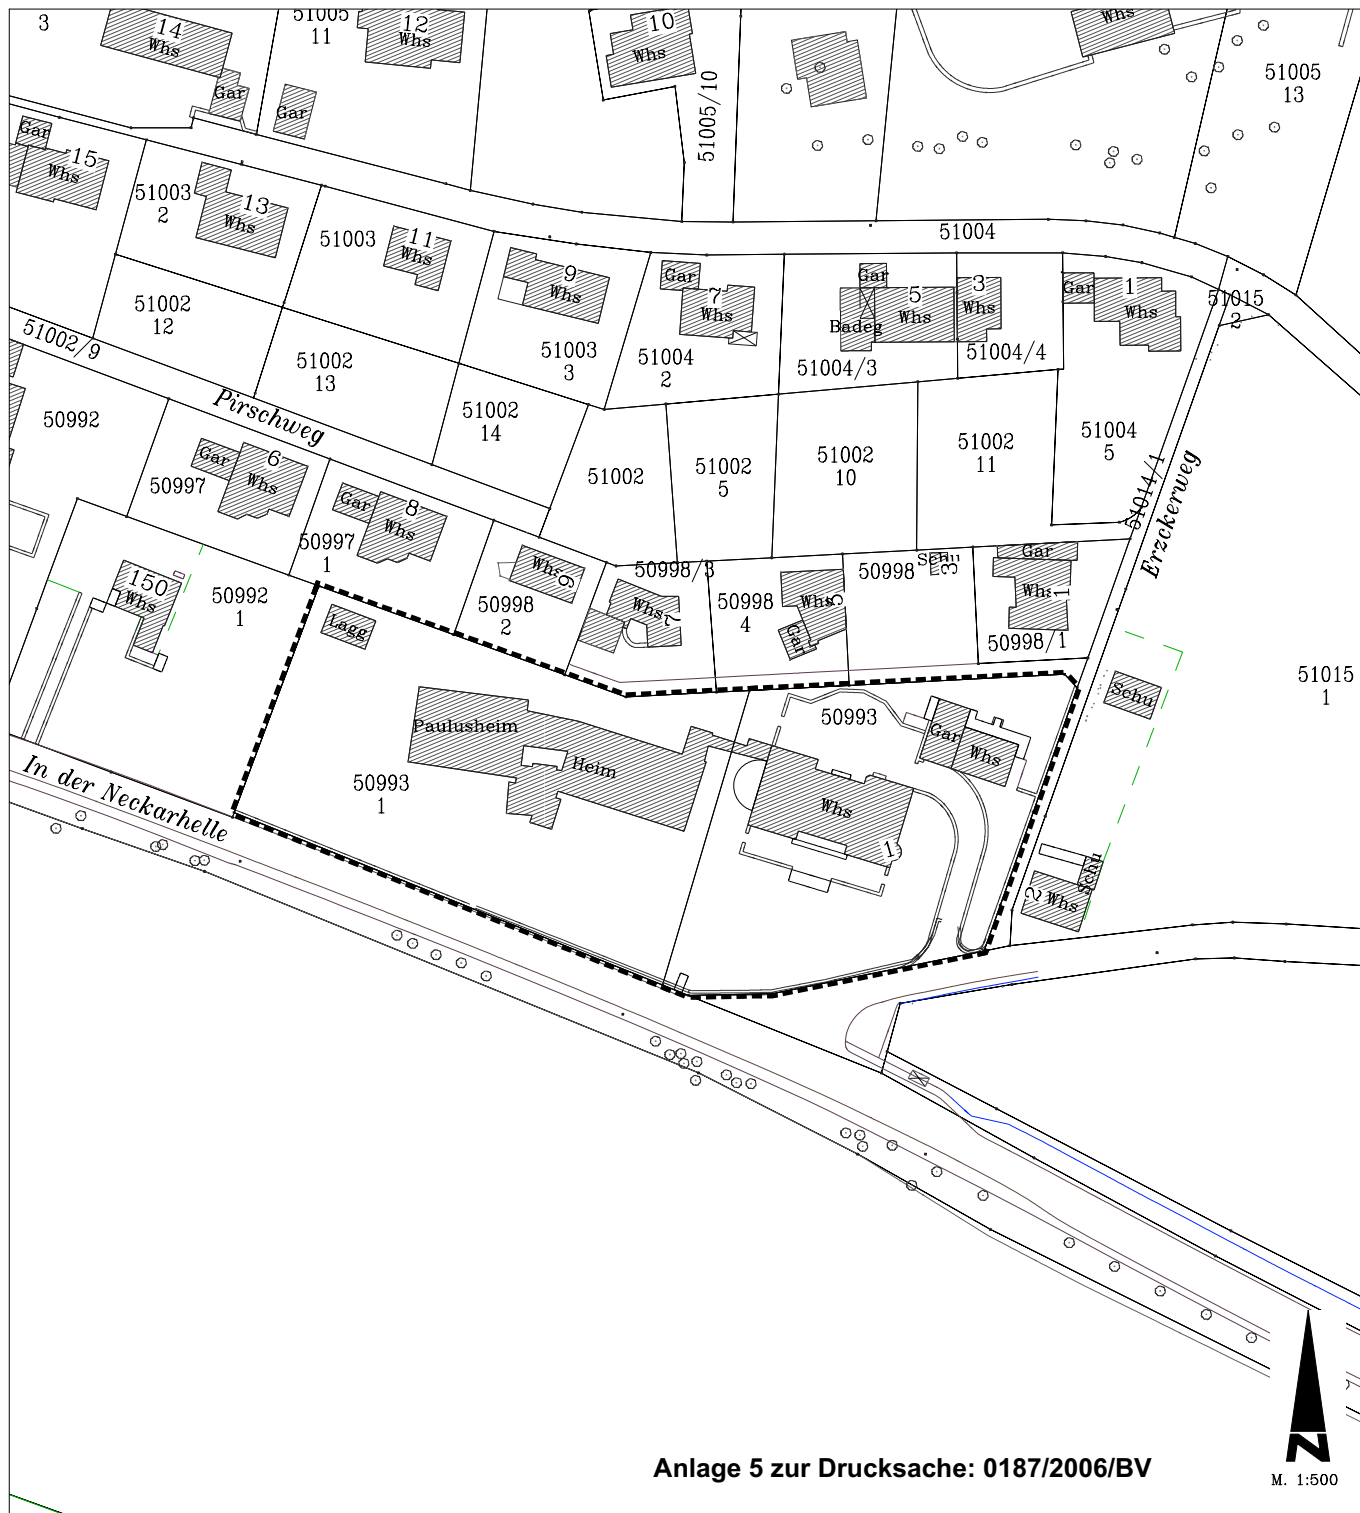 3
14
Whs
Gar
51005
11
Gar
12
Whs
10
Whs
51005/10
Whs
51005
13
Gar
15
Whs
51003
2
13
Whs
51003
11
Whs
9
Whs
51004
Gar
7
Whs
Gar
5
Whs
Badeg
3
Whs
Gar
1
Whs
51015
2
51002
12
51002/9
51002
13
51003
3
51004
2
51004/3
51004/4
50992
Pirschweg
51002
14
51002
51002
5
51002
10
51002
11
51004
5
51014/1
Erzckerweg
50997
Gar
6
Whs
50997
1
Gar
8
Whs
Whs
9
50998
2
50998/3
Whs
7
50998
4
Whs
5
Gar
50998
Schu
3
Gar
Whs
1
50998/1
150
Whs
50992
1
Lagg
Schu
51015
1
Paulusheim
Heim
50993
1
50993
Gar
Whs
Whs
1
In der Neckarhelle
Schu
2
Whs
Anlage 5 zur Drucksache: 0187/2006/BV
N
M. 1:500